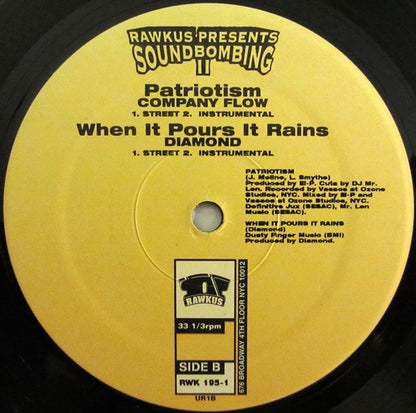 RAWKUS PRESENTS
SOUNDBOMBING
II
Patriotism
COMPANY FLOW
1. STREET 2. INSTRUMENTAL
When It Pours It Rains
DIAMOND
1. STREET 2. INSTRUMENTAL
PATRIOTISM
(J. Meline, L. Smythe)
Produced by El-P. Cuts by DJ Mr.
Len. Recorded by Vassos at Ozone
Studios, NYC. Mixed by El-P and
Vassos at Ozone Studios, NYC.
Definitive Jux (SESAC), Mr. Len
Music (SESAC).
WHEN IT POURS IT RAINS
(Diamond)
Dusty Finger Music (BMI)
Produced by Diamond.
RAWKUS
33 1/3rpm
SIDE B
RWK 195-1
676 BROADWAY 4TH FLOOR NYC 10012
UR1B